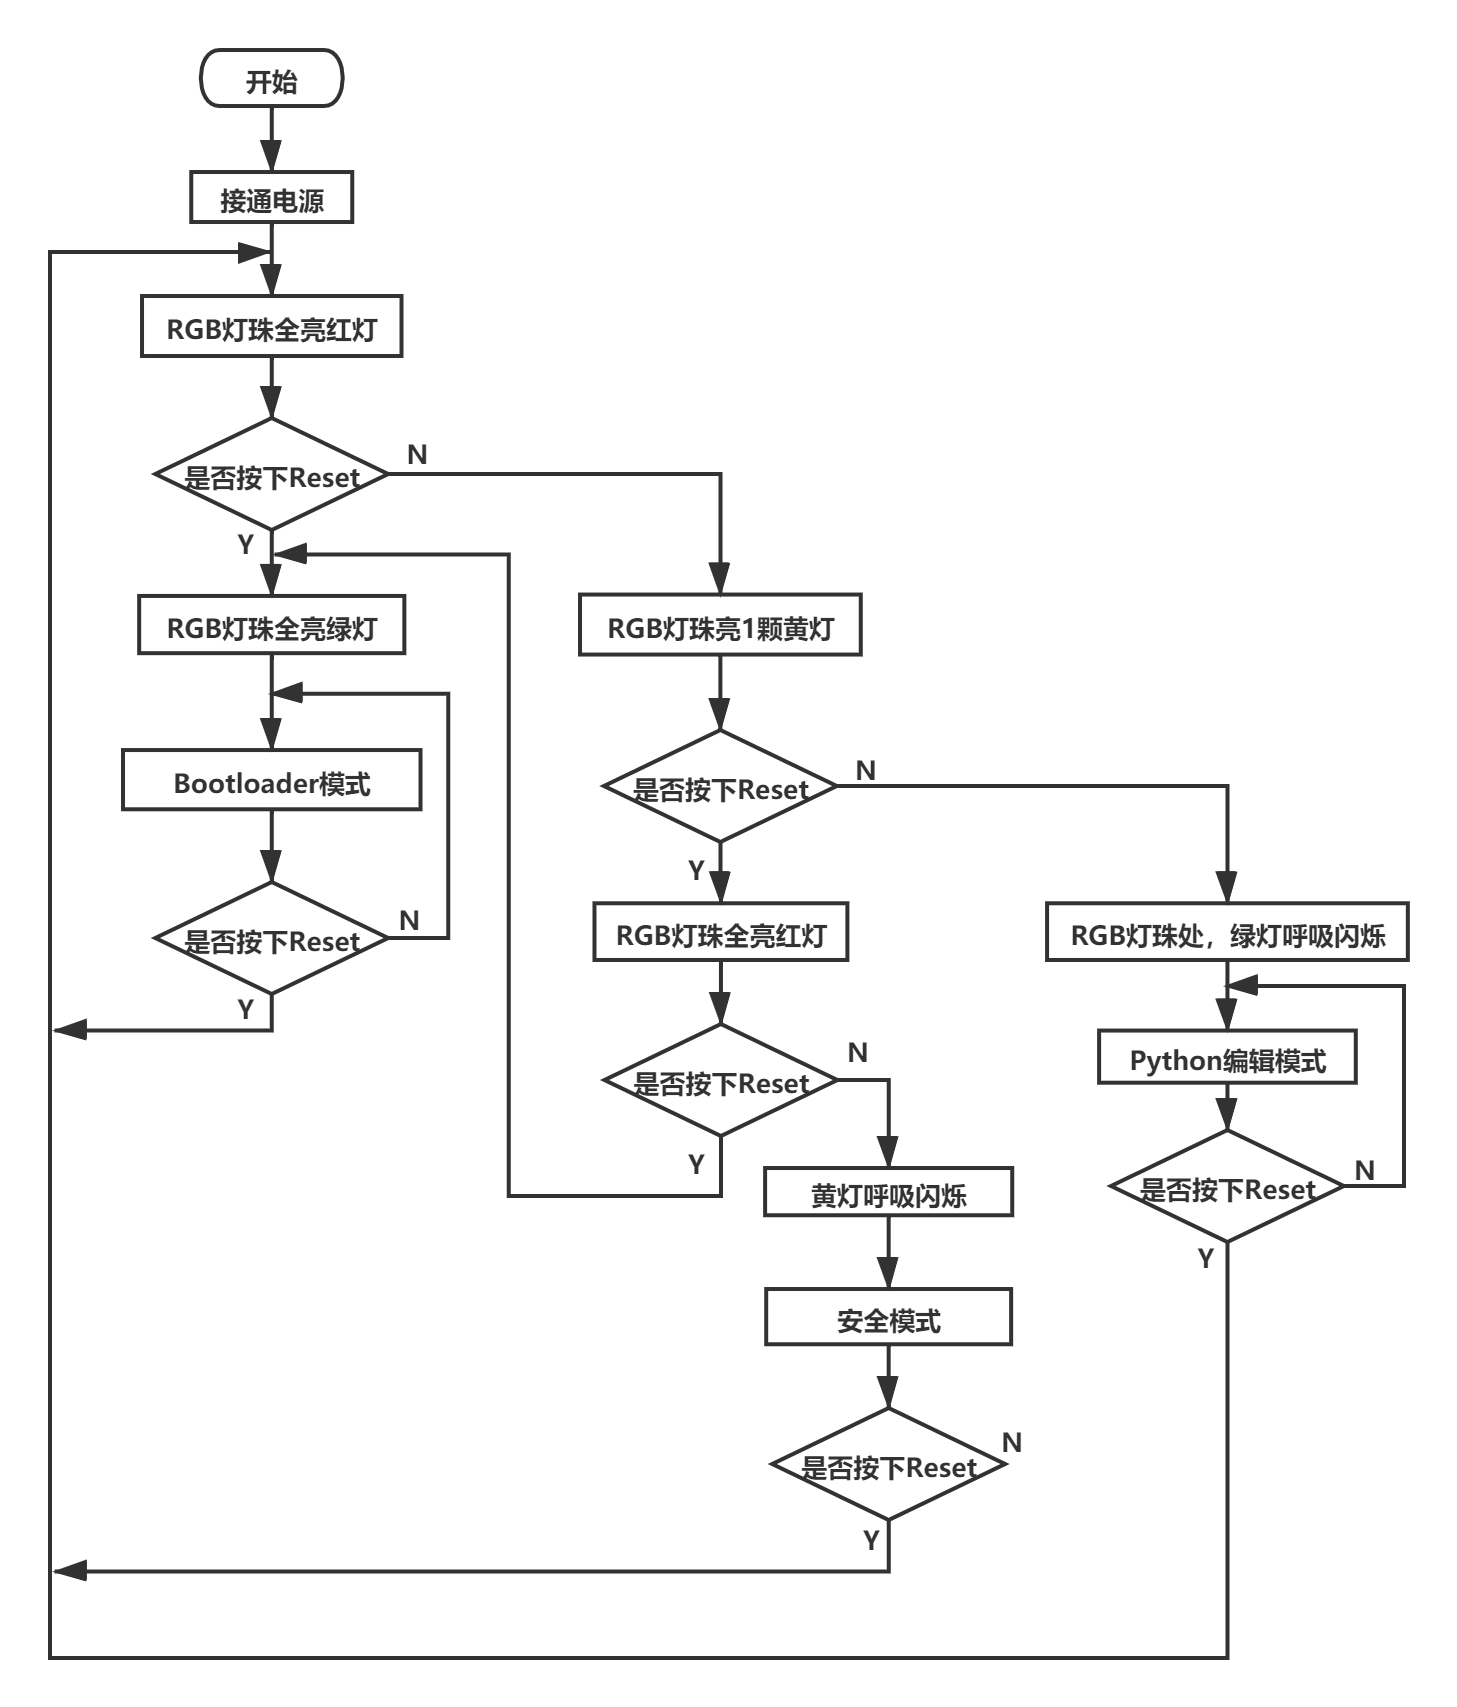 开始
接通电源
RGB灯珠全亮红灯
是否按下Reset
N
Y
RGB灯珠全亮绿灯
Bootloader模式
是否按下Reset
N
Y
RGB灯珠亮1颗黄灯
是否按下Reset
N
Y
RGB灯珠全亮红灯
是否按下Reset
N
Y
黄灯呼吸闪烁
安全模式
是否按下Reset
N
Y
RGB灯珠处，绿灯呼吸闪烁
Python编辑模式
是否按下Reset
N
Y